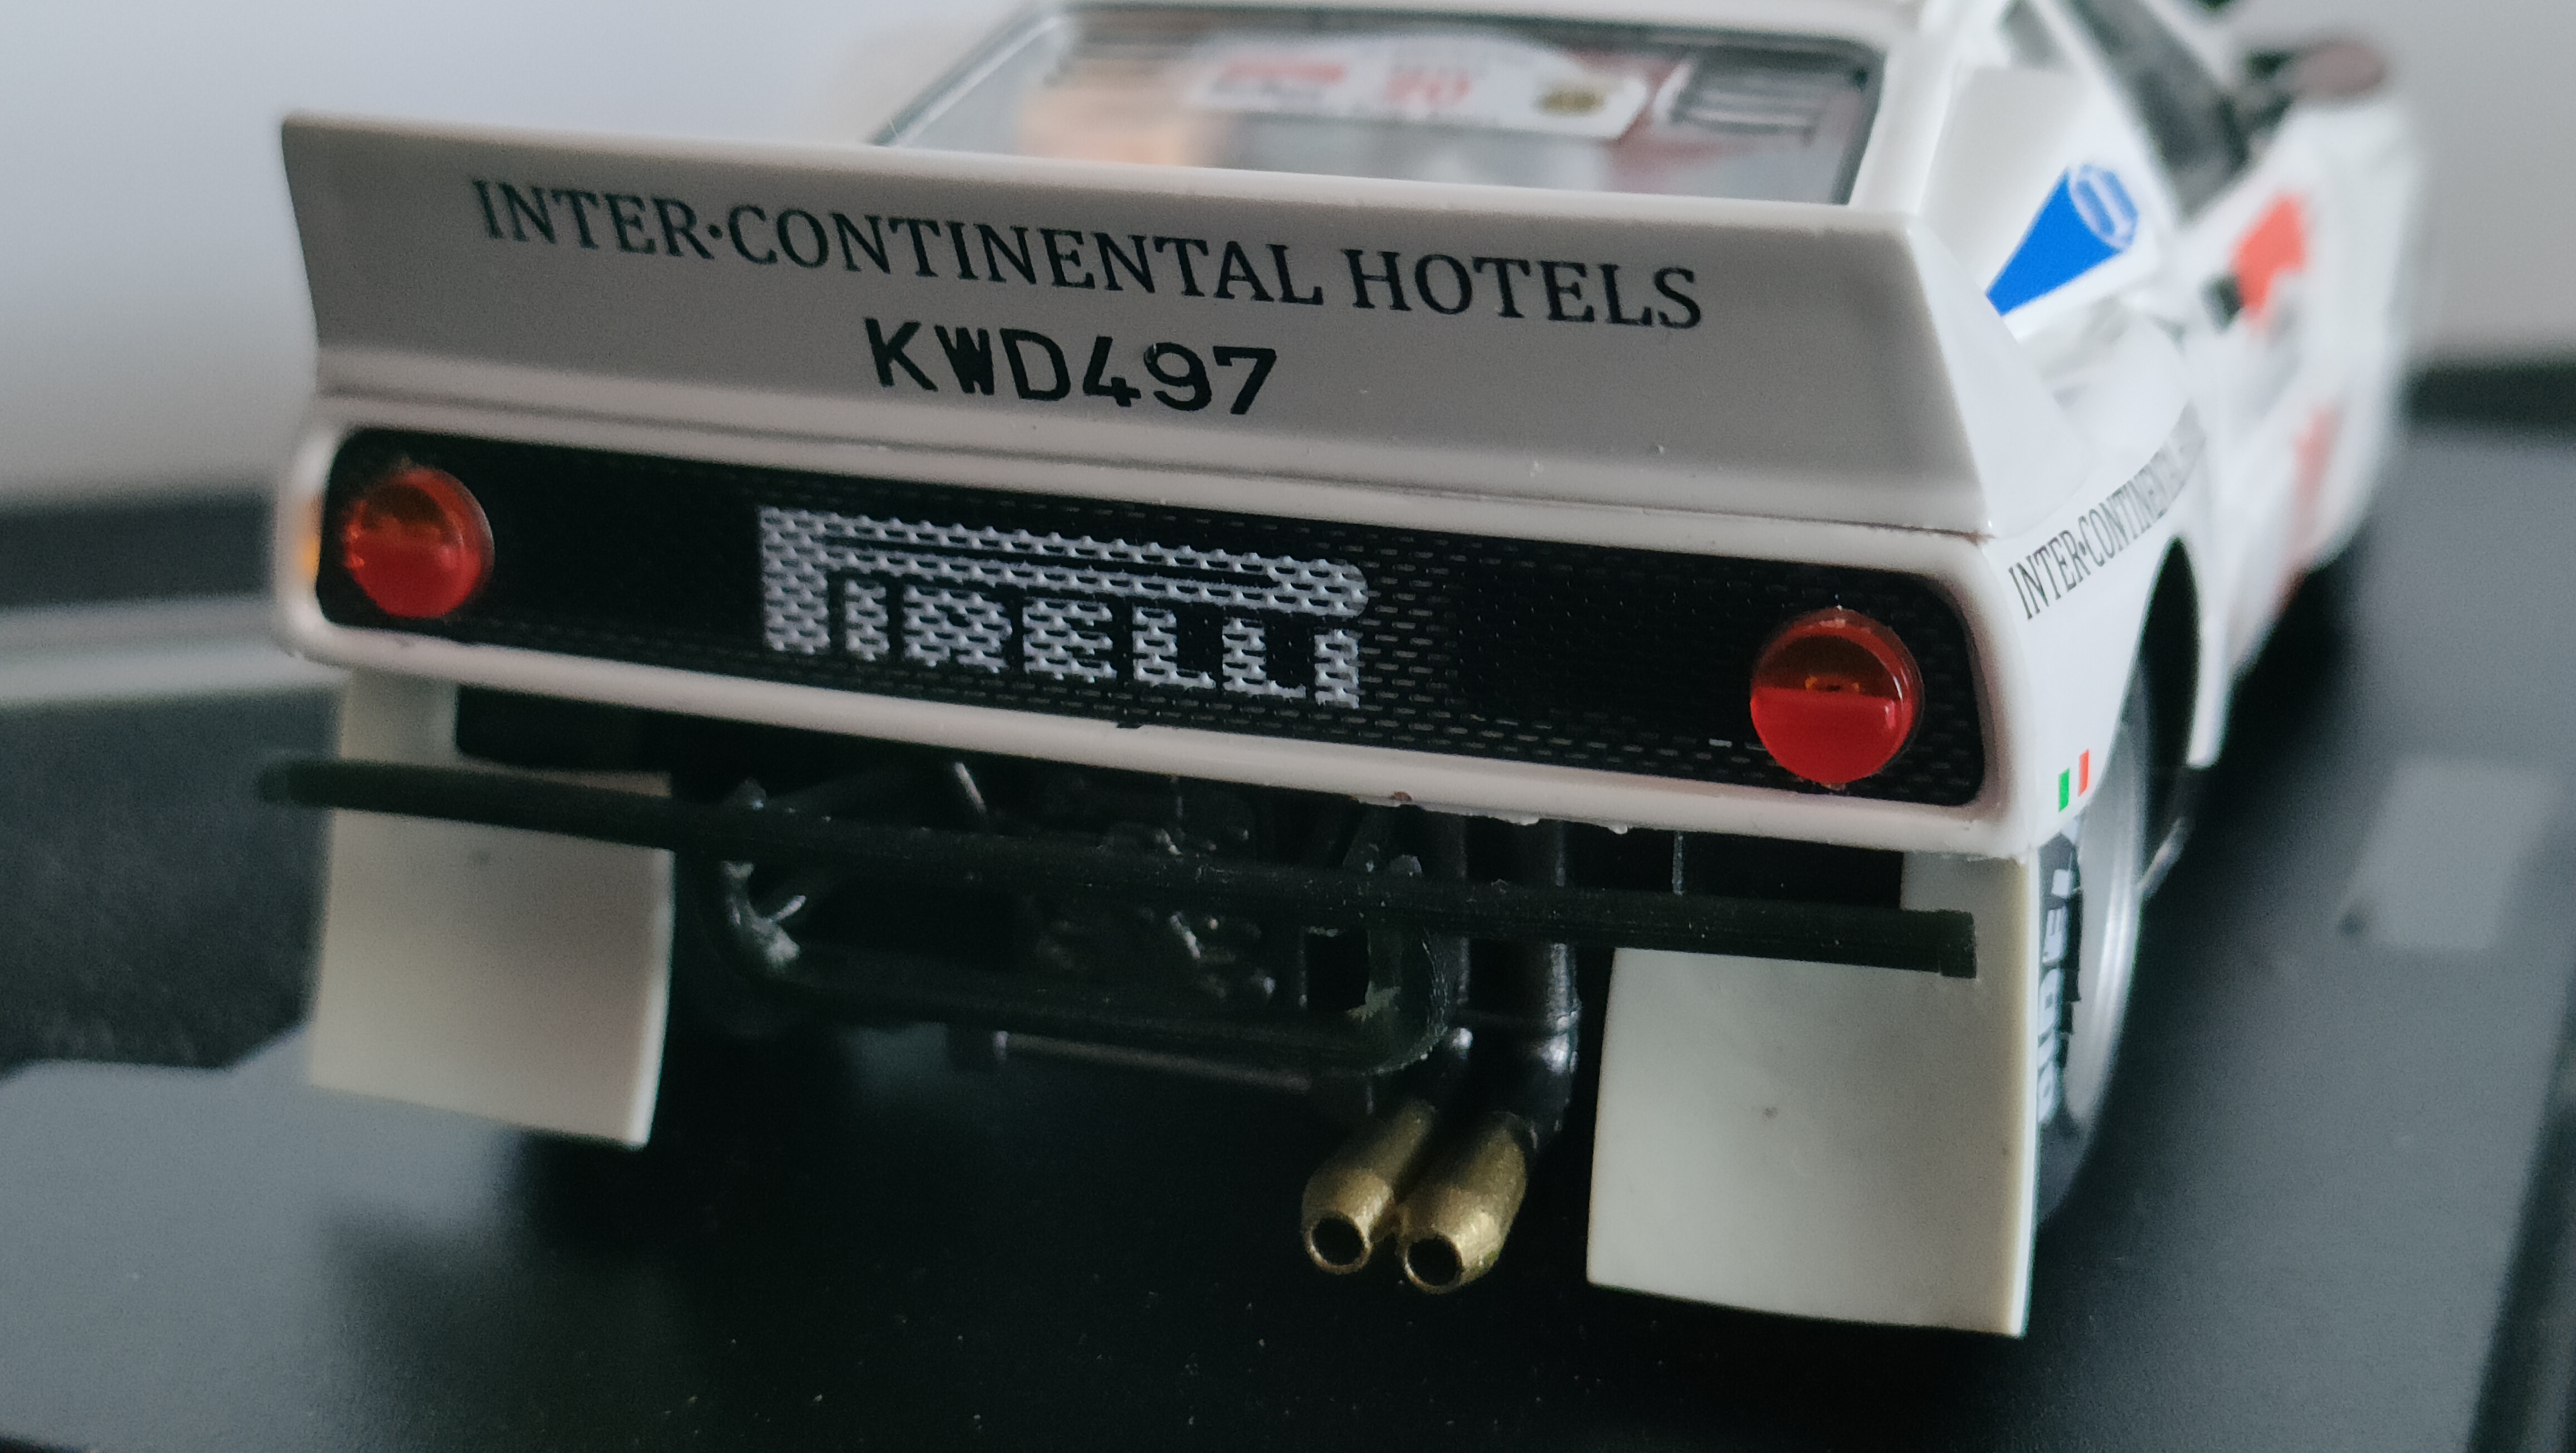 INTER·CONTINENTAL HOTELS
KWD497
PIRELLI
INTER·CONTINENTAL